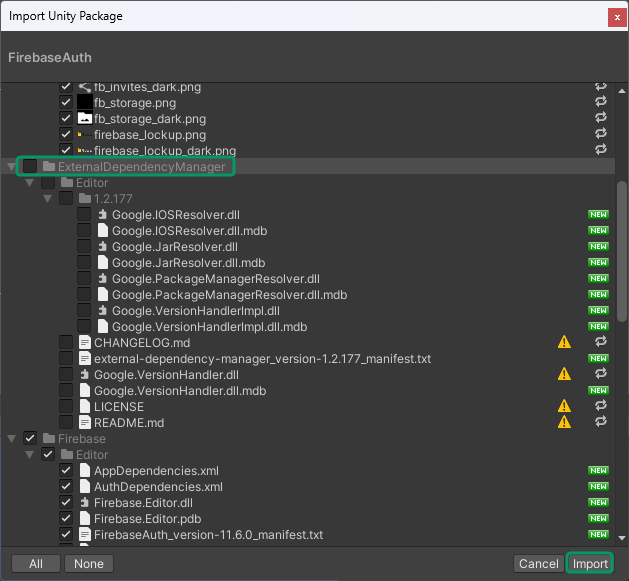 Import Unity Package
x
FirebaseAuth
fb_invites_dark.png
fb_storage.png
fb_storage_dark.png
firebase_lockup.png
firebase_lockup_dark.png
ExternalDependencyManager
Editor
1.2.177
Google.IOSResolver.dll NEW
Google.IOSResolver.dll.mdb NEW
Google.JarResolver.dll NEW
Google.JarResolver.dll.mdb NEW
Google.PackageManagerResolver.dll NEW
Google.PackageManagerResolver.dll.mdb NEW
Google.VersionHandlerImpl.dll NEW
Google.VersionHandlerImpl.dll.mdb NEW
CHANGELOG.md
external-dependency-manager_version-1.2.177_manifest.txt NEW
Google.VersionHandler.dll
Google.VersionHandler.dll.mdb NEW
LICENSE
README.md
Firebase
Editor
AppDependencies.xml NEW
AuthDependencies.xml NEW
Firebase.Editor.dll NEW
Firebase.Editor.pdb NEW
FirebaseAuth_version-11.6.0_manifest.txt NEW
All None Cancel Import